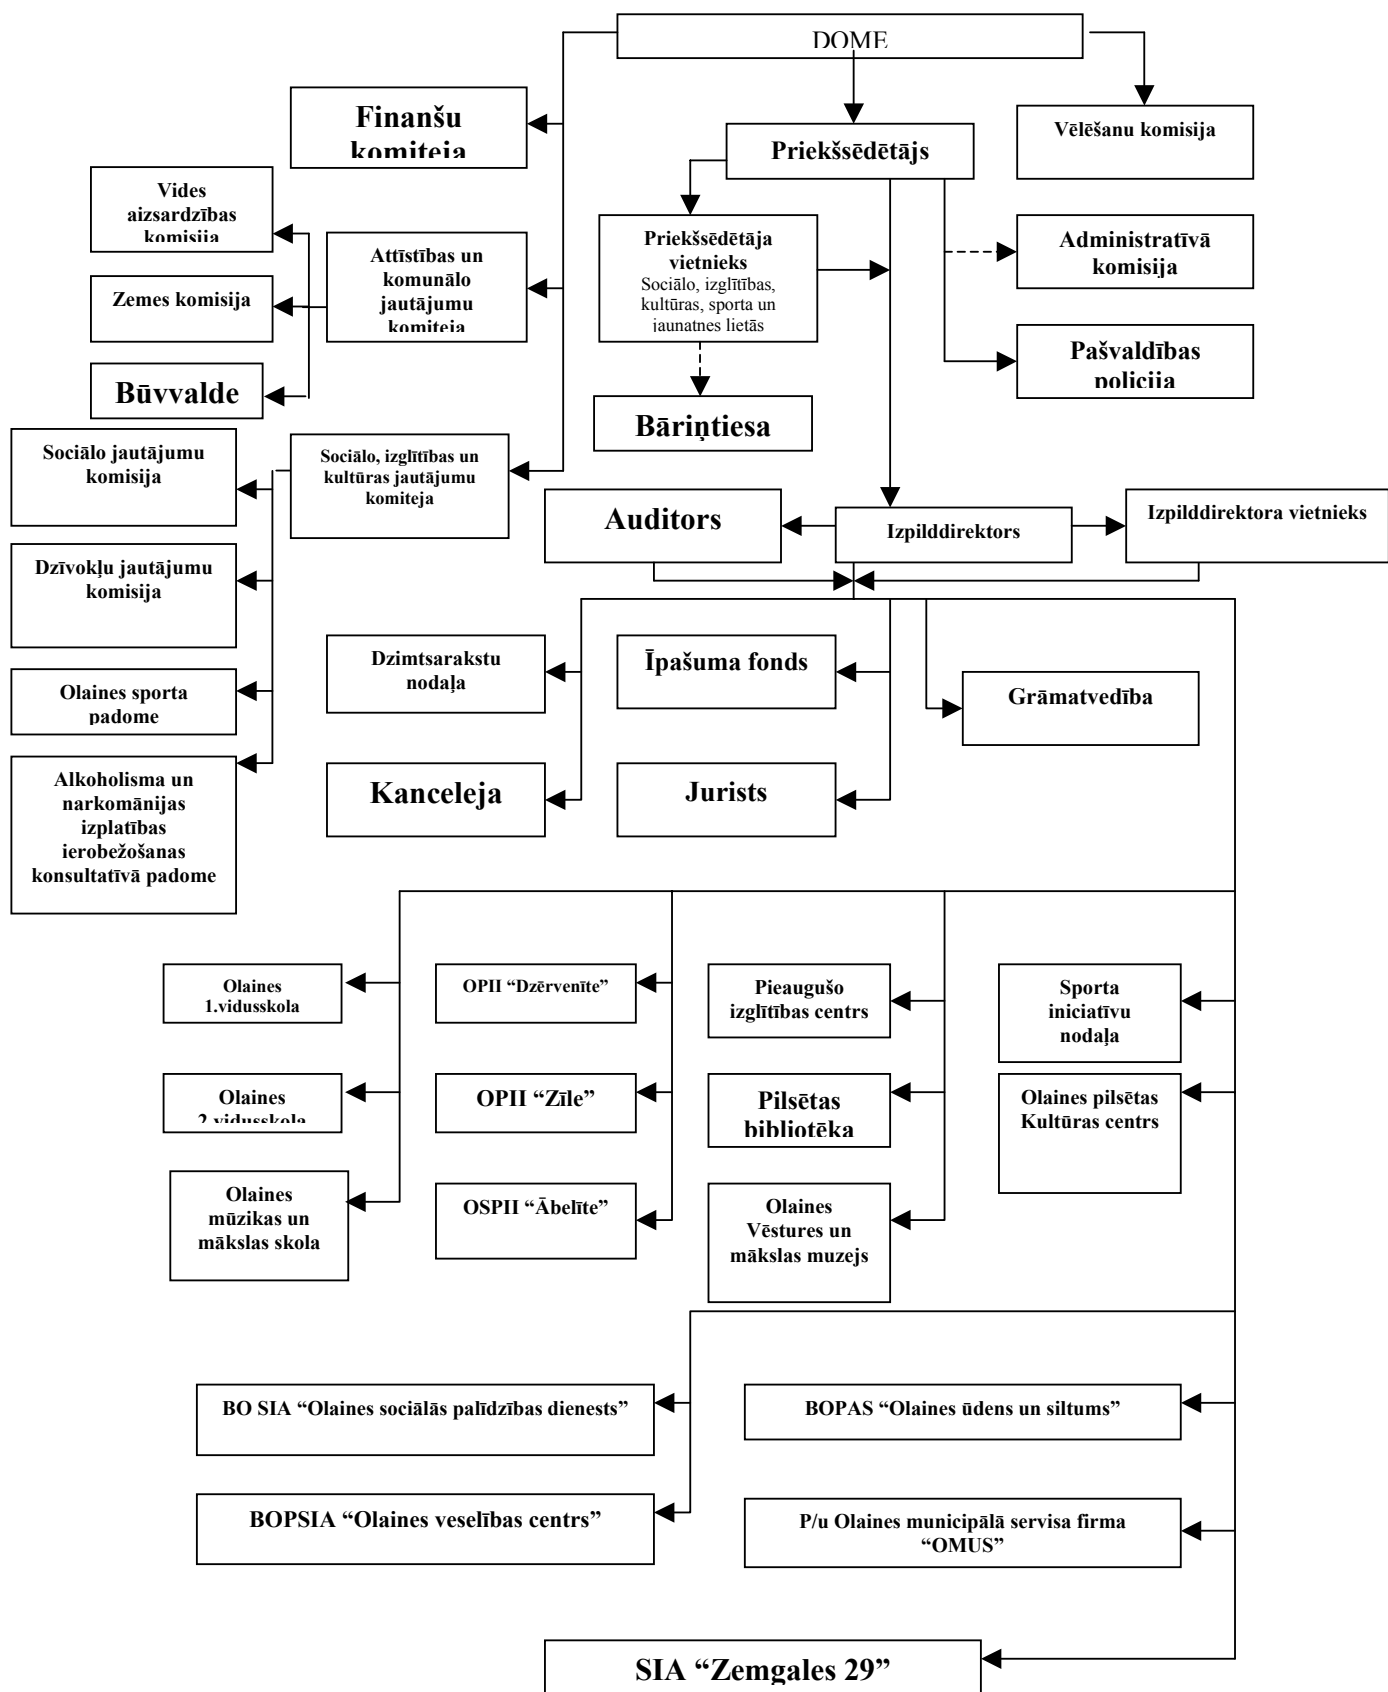 DOME
Finanšu
komiteja
Vēlēšanu komisija
Priekšsēdētājs
Vides
aizsardzības
komisija
Attīstības un
komunālo
jautājumu
komiteja
Priekšsēdētāja
vietnieks
Sociālo, izglītības,
kultūras, sporta un
jaunatnes lietās
Administratīvā
komisija
Zemes komisija
Pašvaldības
policija
Būvvalde
Bāriņtiesa
Sociālo jautājumu
komisija
Sociālo, izglītības un
kultūras jautājumu
komiteja
Auditors
Izpilddirektors
Izpilddirektora vietnieks
Dzīvokļu jautājumu
komisija
Dzimtsarakstu
nodaļa
Īpašuma fonds
Grāmatvedība
Olaines sporta
padome
Alkoholisma un
narkomānijas
izplatības
ierobežošanas
konsultatīvā padome
Kanceleja
Jurists
Olaines
1.vidusskola
OPII “Dzērvenīte”
Pieaugušo
izglītības centrs
Sporta
iniciatīvu
nodaļa
Olaines
2.vidusskola
OPII “Zīle”
Pilsētas
bibliotēka
Olaines pilsētas
Kultūras centrs
Olaines
mūzikas un
mākslas skola
OSPII “Ābelīte”
Olaines
Vēstures un
mākslas muzejs
BO SIA “Olaines sociālās palīdzības dienests”
BOPAS “Olaines ūdens un siltums”
BOPSIA “Olaines veselības centrs”
P/u Olaines municipālā servisa firma
“OMUS”
SIA “Zemgales 29”